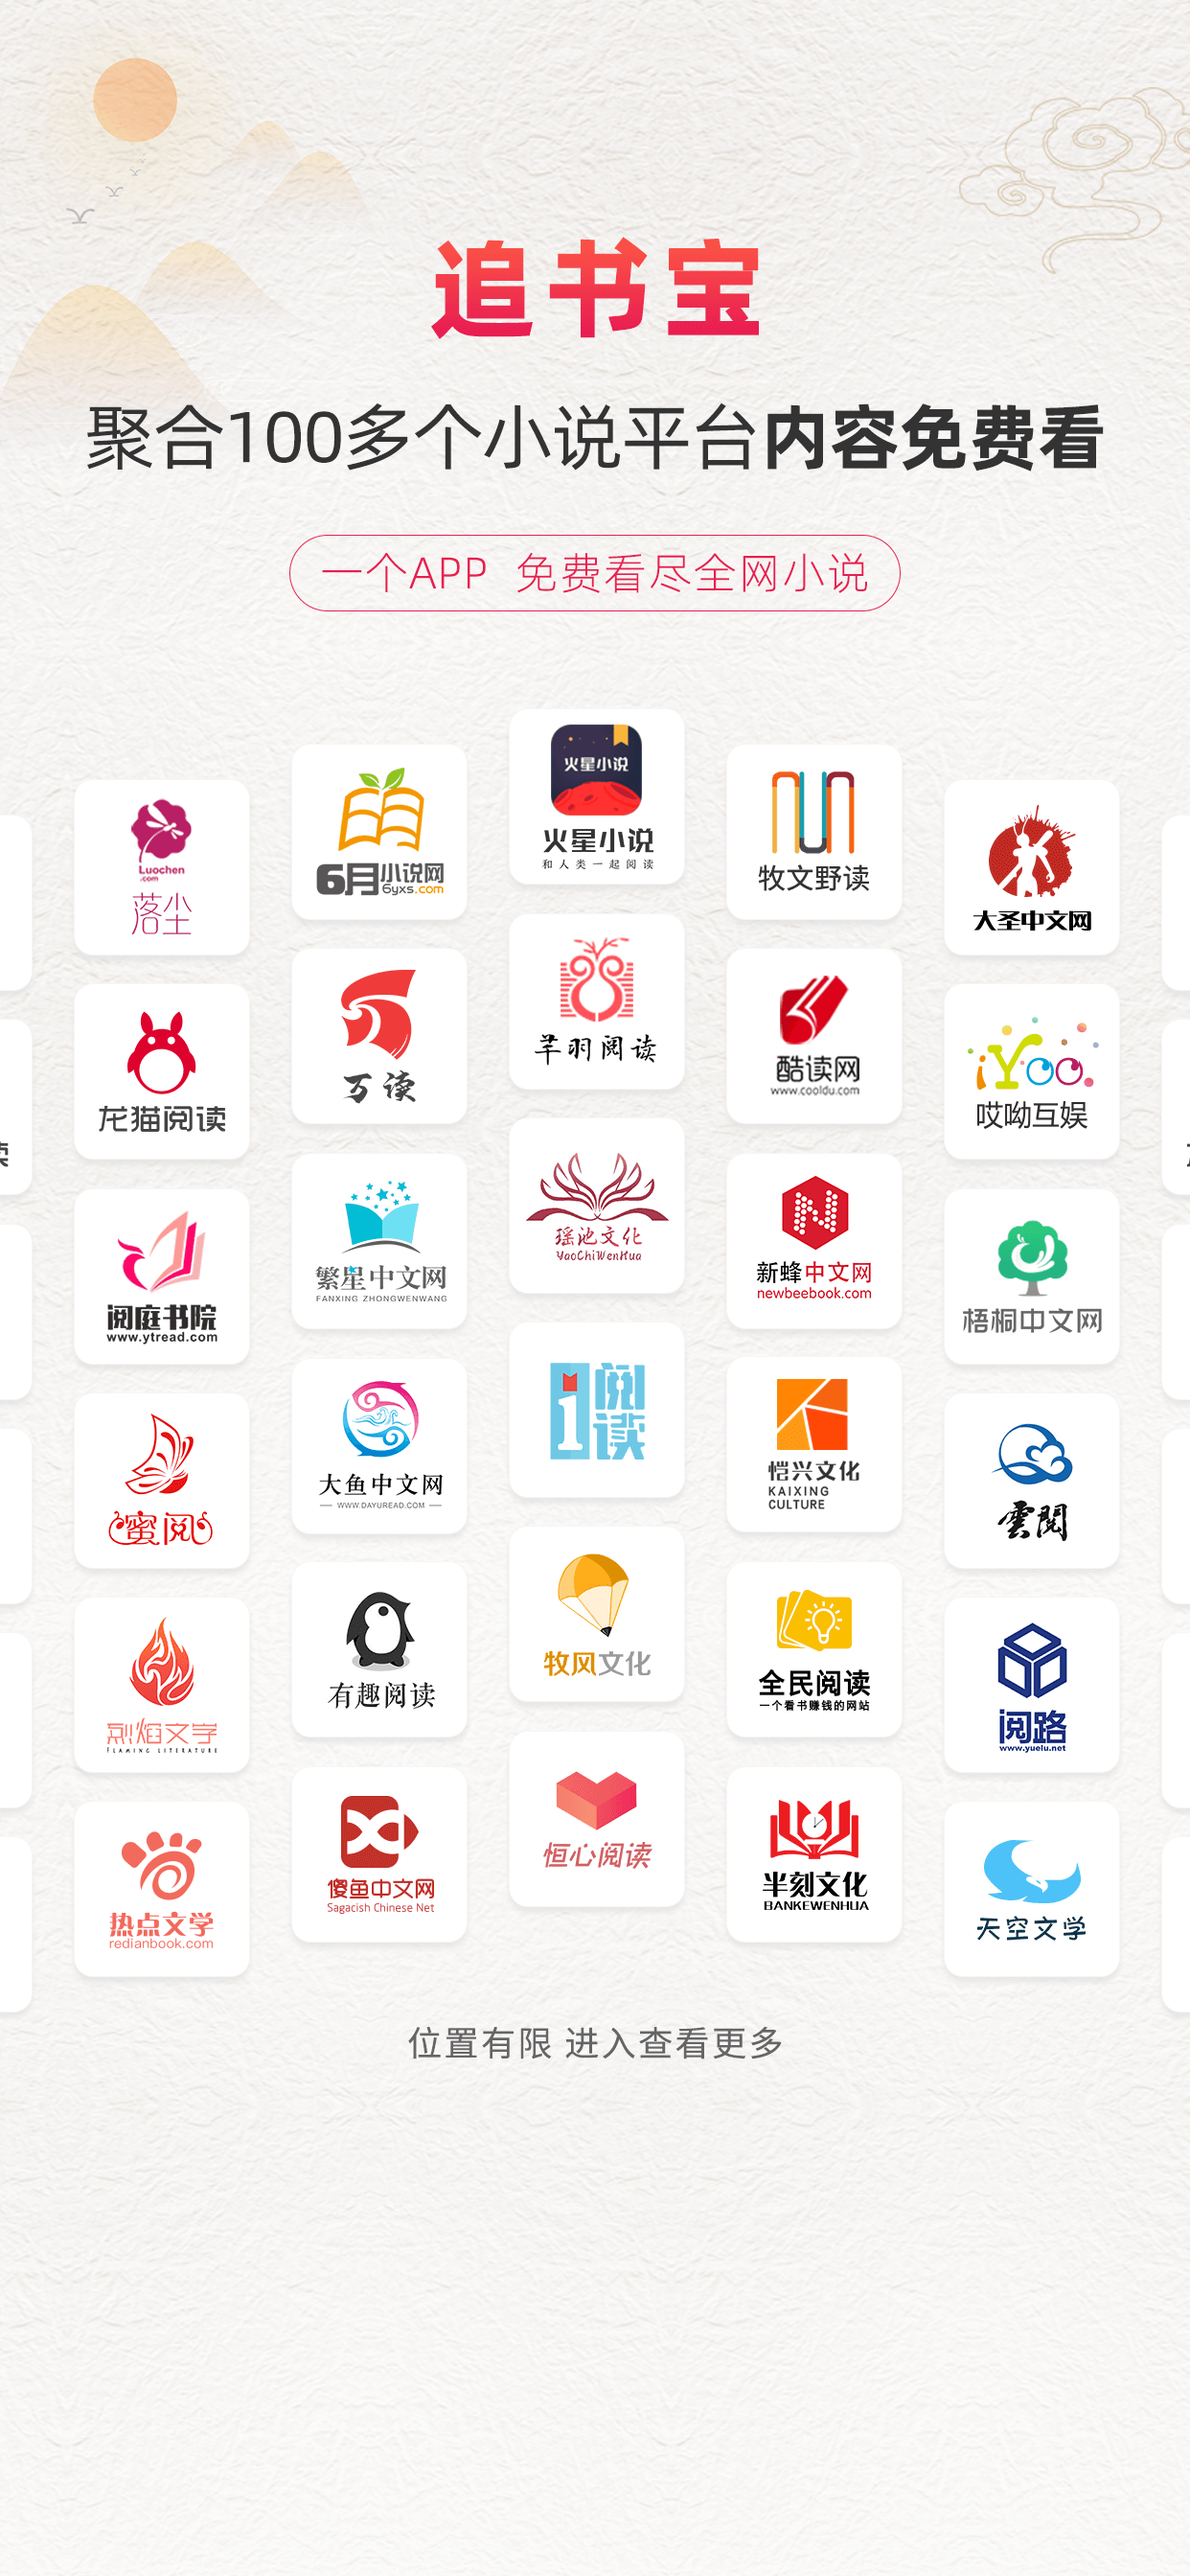 追书宝
聚合100多个小说平台内容免费看
一个APP 免费看尽全网小说
Luochen
.com
落尘
龙猫阅读
阅庭书院
www.ytread.com
蜜阅
烈焰文学
FLAMING LITERATURE
热点文学
redianbook.com
6月小说网
6yxs.com
万读
繁星中文网
FANXING ZHONGWENWANG
大鱼中文网
WWW.DAYUREAD.COM
有趣阅读
傻鱼中文网
Sagacish Chinese Net
火星小说
火星小说
和人类一起阅读
羊羽阅读
瑶池文化
YaoChiWenHua
1阅读
牧风文化
恒心阅读
牧文野读
酷读网
www.cooldu.com
新蜂中文网
newbeebook.com
恺兴文化
KAIXING
CULTURE
全民阅读
一个看书赚钱的网站
半刻文化
BANKEWENHUA
大圣中文网
iYoo.
哎呦互娱
梧桐中文网
雲閱
阅路
www.yuelu.net
天空文学
位置有限 进入查看更多